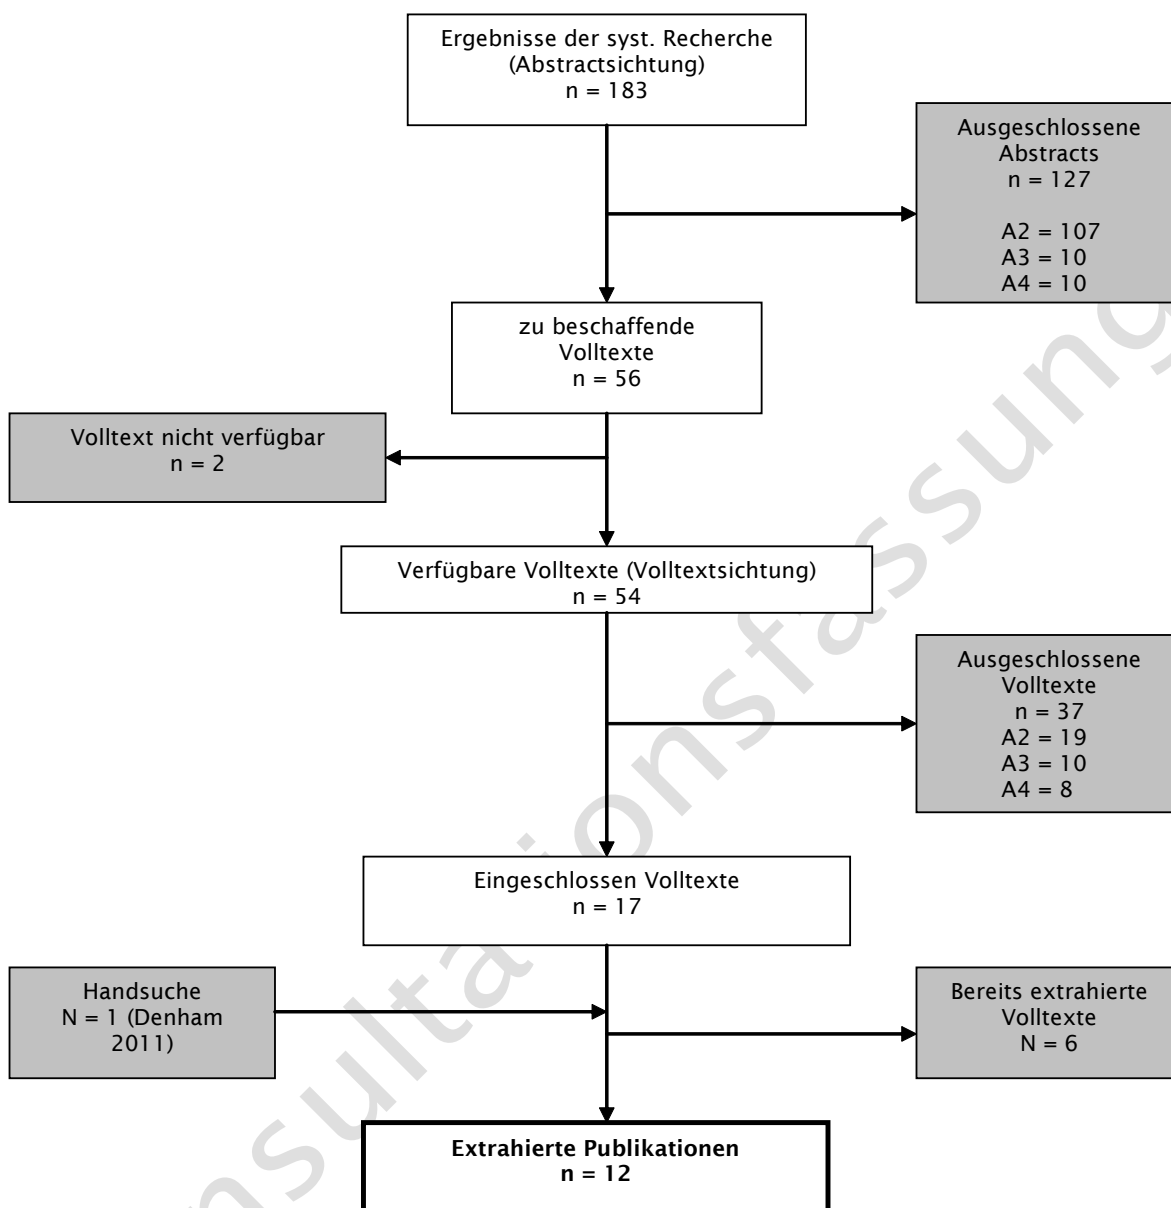 Ergebnisse der syst. Recherche
(Abstractsichtung)
n = 183
Ausgeschlossene
Abstracts
n = 127
A2 = 107
A3 = 10
A4 = 10
zu beschaffende
Volltexte
n = 56
Volltext nicht verfügbar
n = 2
Verfügbare Volltexte (Volltextsichtung)
n = 54
Ausgeschlossene
Volltexte
n = 37
A2 = 19
A3 = 10
A4 = 8
Eingeschlossen Volltexte
n = 17
Handsuche
N = 1 (Denham
2011)
Bereits extrahierte
Volltexte
N = 6
Extrahierte Publikationen
n = 12
onsultationsfassung